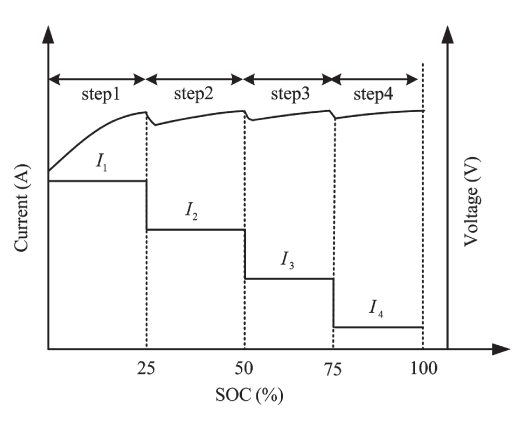 step1 step2 step3 step4
I₁
I₂
I₃
I₄
Current (A)
Voltage (V)
25 50 75 100
SOC (%)